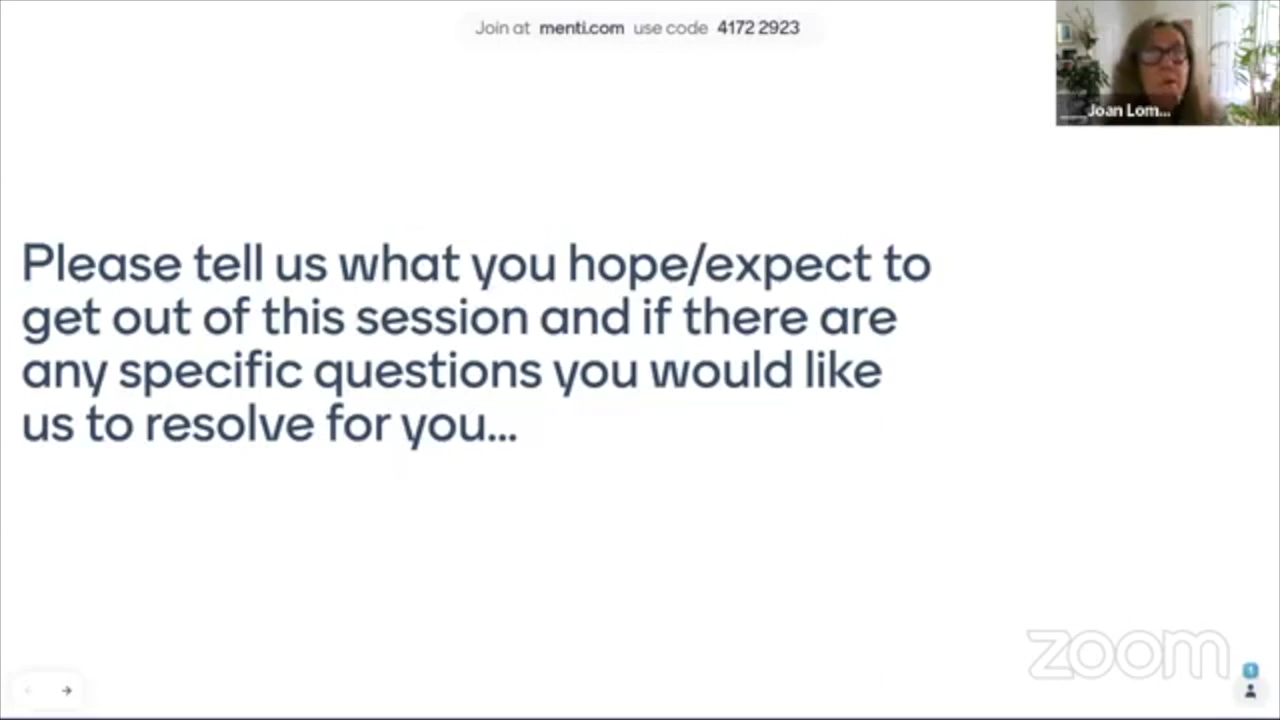 Join at menti.com use code 4172 2923
Joan Lom...
Please tell us what you hope/expect to
get out of this session and if there are
any specific questions you would like
us to resolve for you...
zoom
1